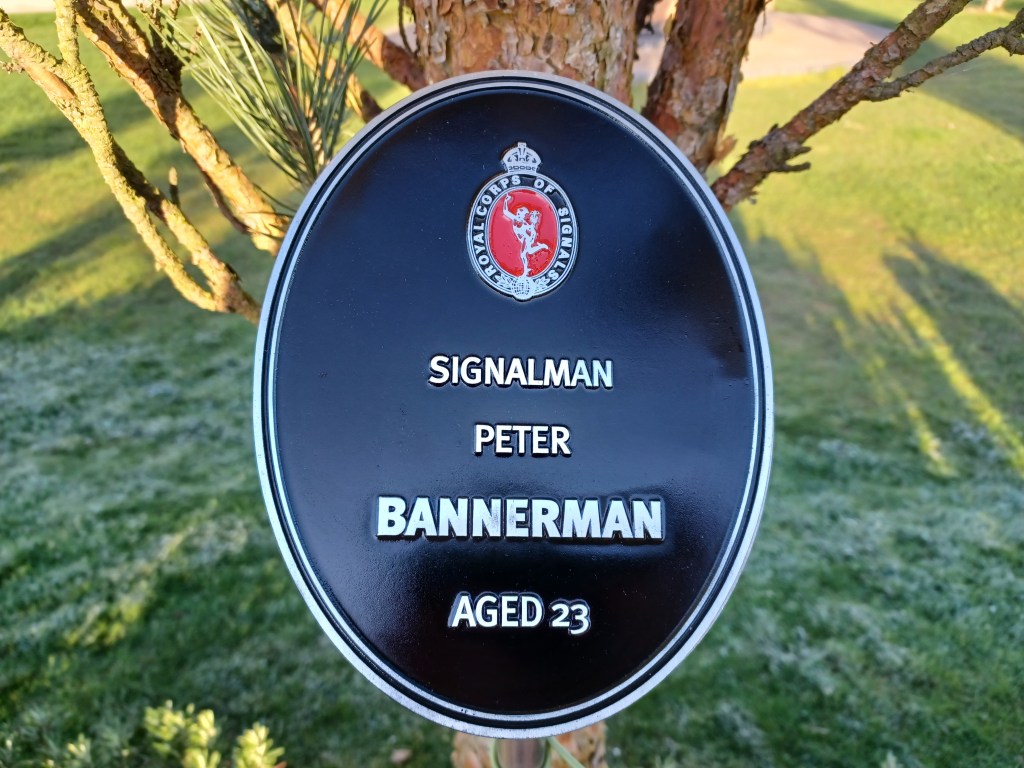 ROYAL CORPS OF SIGNALS
SIGNALMAN
PETER
BANNERMAN
AGED 23